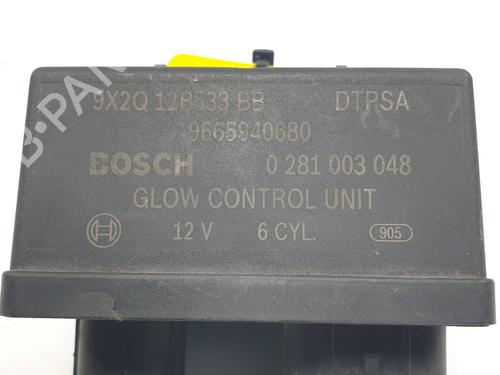 9X2Q 12B533 BB DTPSA
9665940680
BOSCH 0 281 003 048
GLOW CONTROL UNIT
12 V 6 CYL. 905